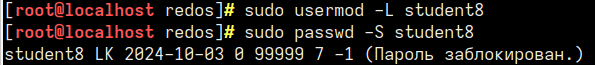 [root@localhost redos]# sudo usermod -L student8
[root@localhost redos]# sudo passwd -S student8
student8 LK 2024-10-03 0 99999 7 -1 (Пароль заблокирован.)